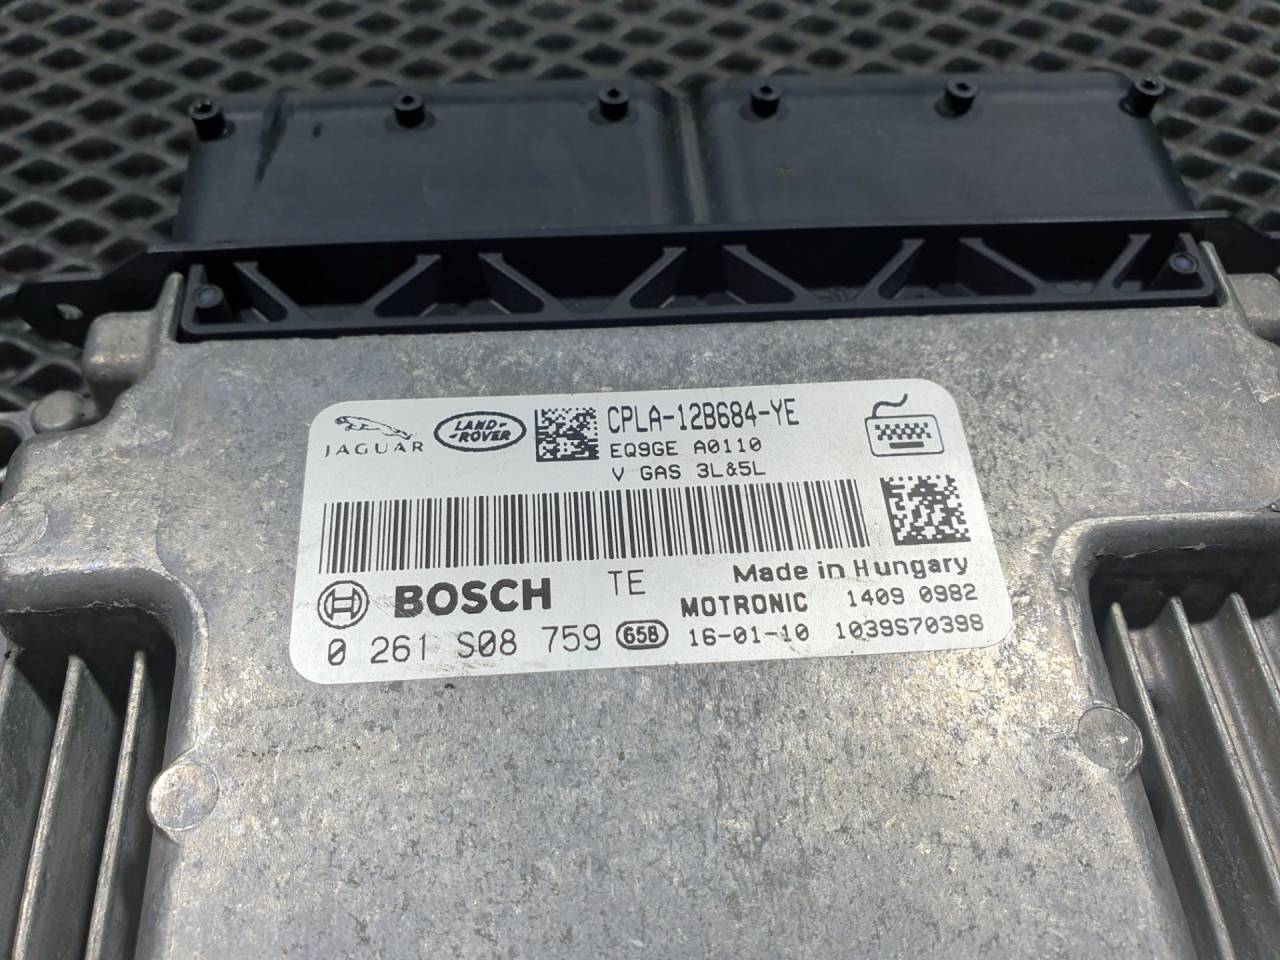 JAGUAR LAND-ROVER CPLA-12B684-YE
EQ9GE A0110
V GAS 3L&5L
BOSCH TE Made in Hungary
MOTRONIC 1409 0982
0 261 S08 759 658 16-01-10 1039S70398